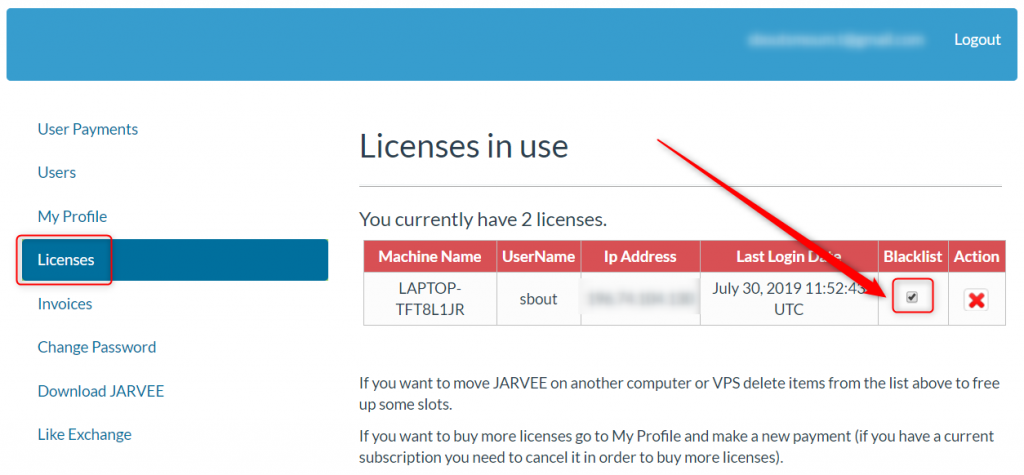 Logout
User Payments
Users
My Profile
Licenses
Invoices
Change Password
Download JARVEE
Like Exchange
Licenses in use
You currently have 2 licenses.
Machine Name UserName Ip Address Last Login Date Blacklist Action
LAPTOP-
TFT8L1JR
sbout
July 30, 2019 11:52:43
UTC
If you want to move JARVEE on another computer or VPS delete items from the list above to free
up some slots.
If you want to buy more licenses go to My Profile and make a new payment (if you have a current
subscription you need to cancel it in order to buy more licenses).